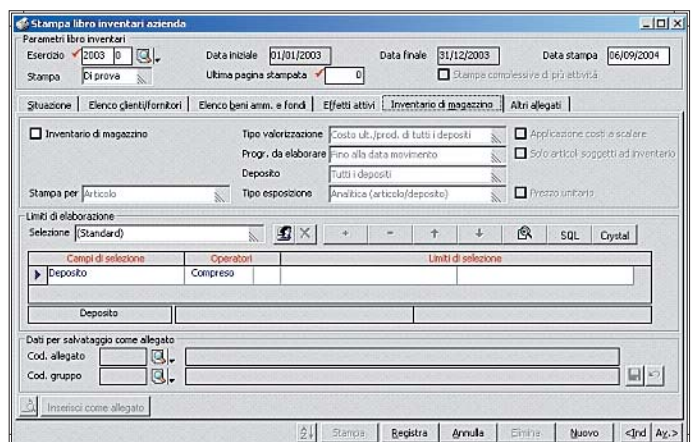 Stampa libro inventari azienda
Parametri libro inventari
Esercizio 2003 0 Data iniziale 01/01/2003 Data finale 31/12/2003 Data stampa 06/09/2004
Stampa Di prova Ultima pagina stampata 0 Stampa complessiva di più attività
Situazione Elenco clienti/fornitori Elenco beni amm. e fondi Effetti attivi Inventario di magazzino Altri allegati
Inventario di magazzino Tipo valorizzazione Costo ult./prod. di tutti i depositi Applicazione costi a scalare
Progr. da elaborare Fino alla data movimento Solo articoli soggetti ad inventario
Deposito Tutti i depositi
Stampa per Articolo Tipo esposizione Analitica (articolo/deposito) Prezzo unitario
Limiti di elaborazione
Selezione (Standard) + - SQL Crystal
Campi di selezione Operatori Limiti di selezione
Deposito Compreso
Deposito
Dati per salvataggio come allegato
Cod. allegato
Cod. gruppo
Inserisci come allegato
Stampa Registra Annulla Elimina Nuovo <Ind Av.>